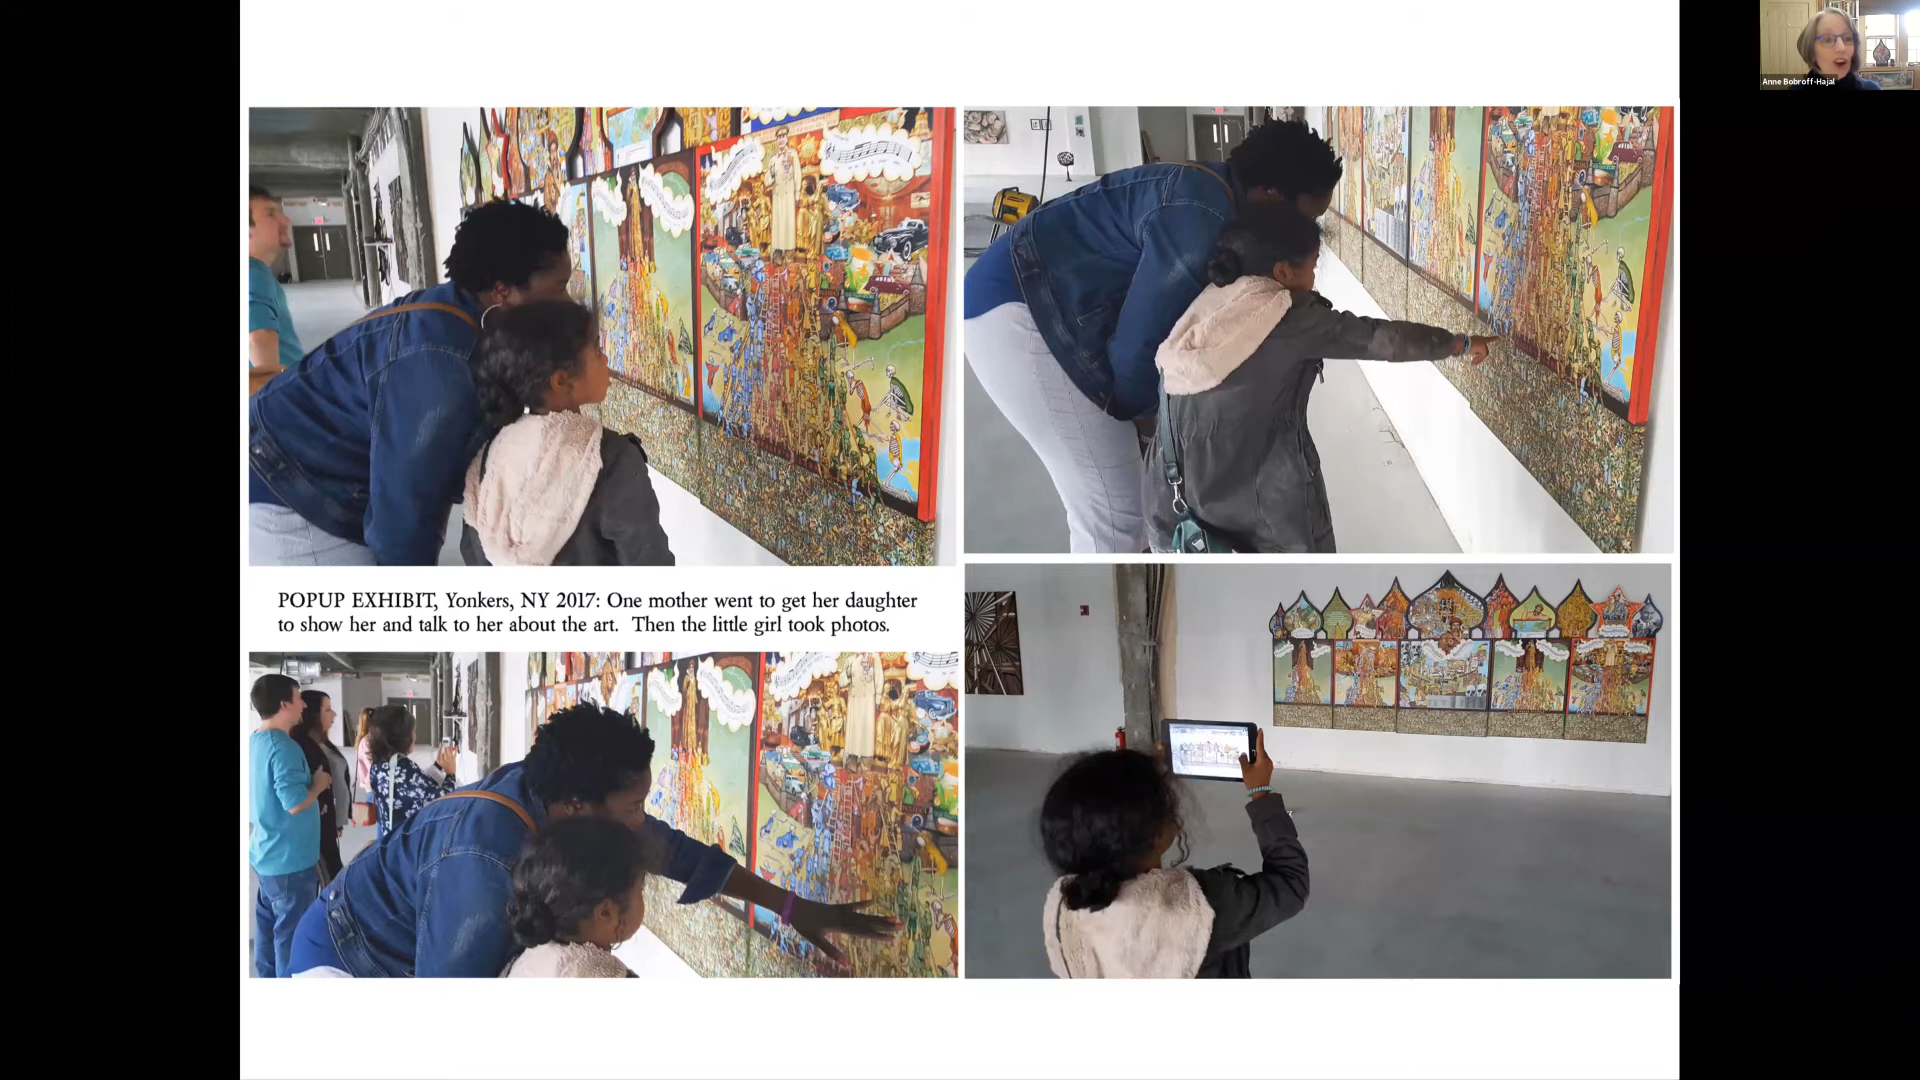 Anne Bobroff-Hajal
POPUP EXHIBIT, Yonkers, NY 2017: One mother went to get her daughter
to show her and talk to her about the art. Then the little girl took photos.